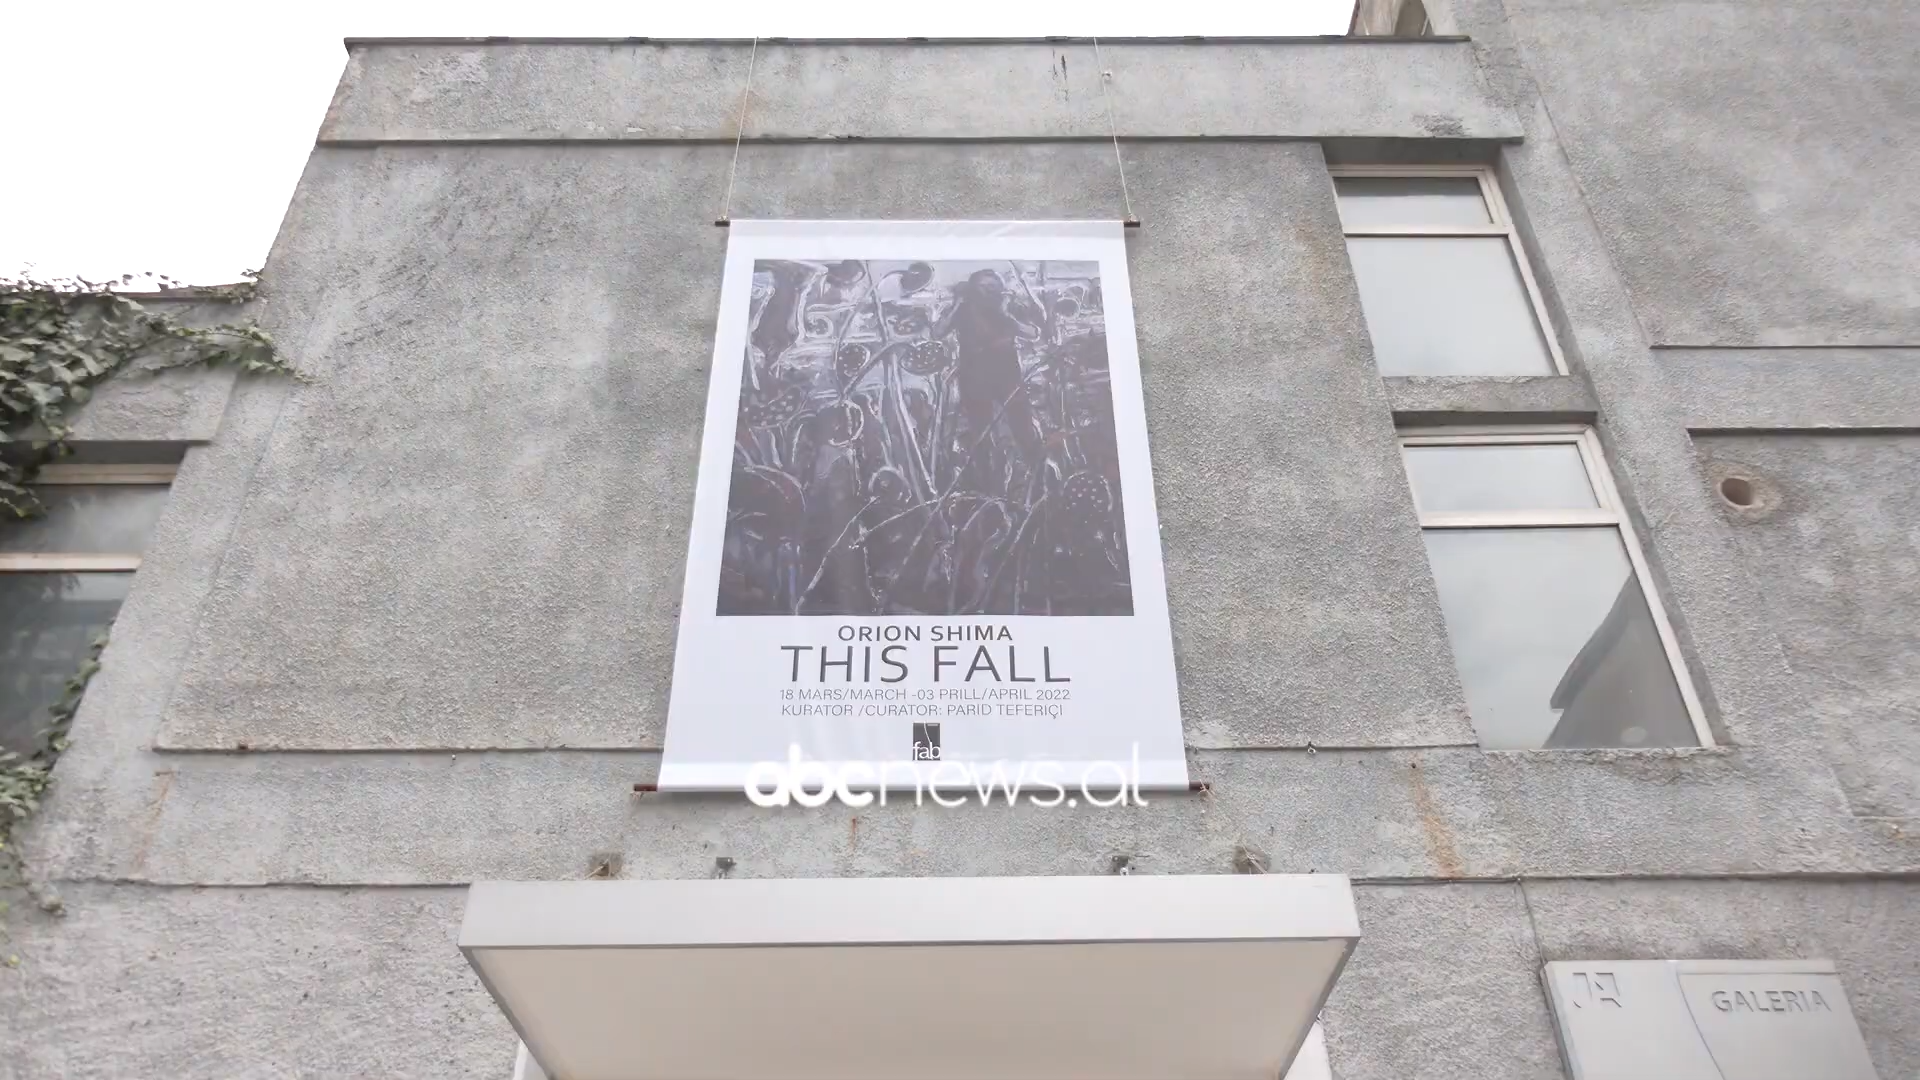 ORION SHIMA
THIS FALL
18 MARS/MARCH -03 PRILL/APRIL 2022
KURATOR /CURATOR: PARID TEFERIÇI
fab
abcnews.al
GALERIA